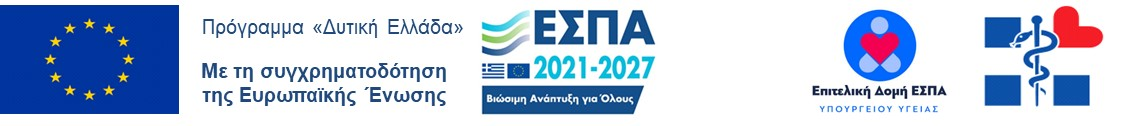 Πρόγραμμα «Δυτική Ελλάδα»
Με τη συγχρηματοδότηση
της Ευρωπαϊκής Ένωσης
ΕΣΠΑ
2021-2027
Βιώσιμη Ανάπτυξη για Όλους
Επιτελική Δομή ΕΣΠΑ
ΥΠΟΥΡΓΕΙΟΥ ΥΓΕΙΑΣ